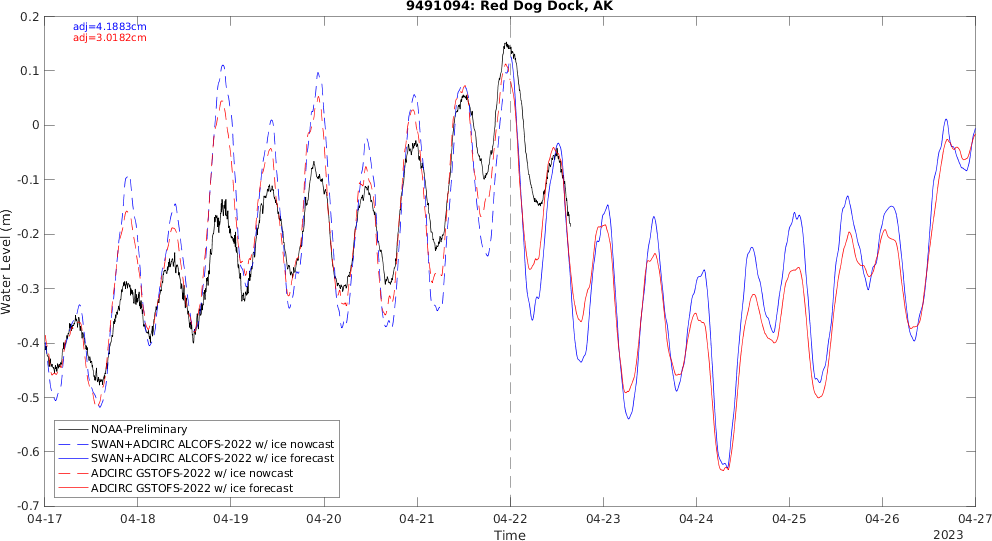 9491094: Red Dog Dock, AK
adj=4.1883cm
adj=3.0182cm
Water Level (m)
0.2
0.1
0
-0.1
-0.2
-0.3
-0.4
-0.5
-0.6
-0.7
NOAA-Preliminary
SWAN+ADCIRC ALCOFS-2022 w/ ice nowcast
SWAN+ADCIRC ALCOFS-2022 w/ ice forecast
ADCIRC GSTOFS-2022 w/ ice nowcast
ADCIRC GSTOFS-2022 w/ ice forecast
04-17 04-18 04-19 04-20 04-21 04-22 04-23 04-24 04-25 04-26 04-27
Time
2023